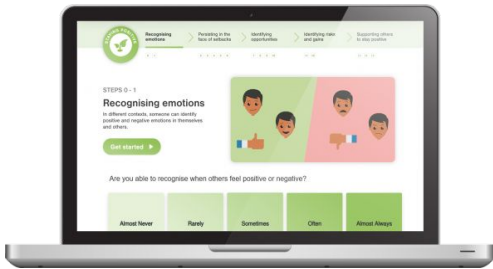 STAYING POSITIVE
Recognising
emotions
Persisting in the
face of setbacks
Identifying
opportunities
Identifying risks
and gains
Supporting others
to stay positive
STEPS 0 - 1
Recognising emotions
In different contexts, someone can identify
positive and negative emotions in themselves
and others.
Get started
Are you able to recognise when others feel positive or negative?
Almost Never
Rarely
Sometimes
Often
Almost Always